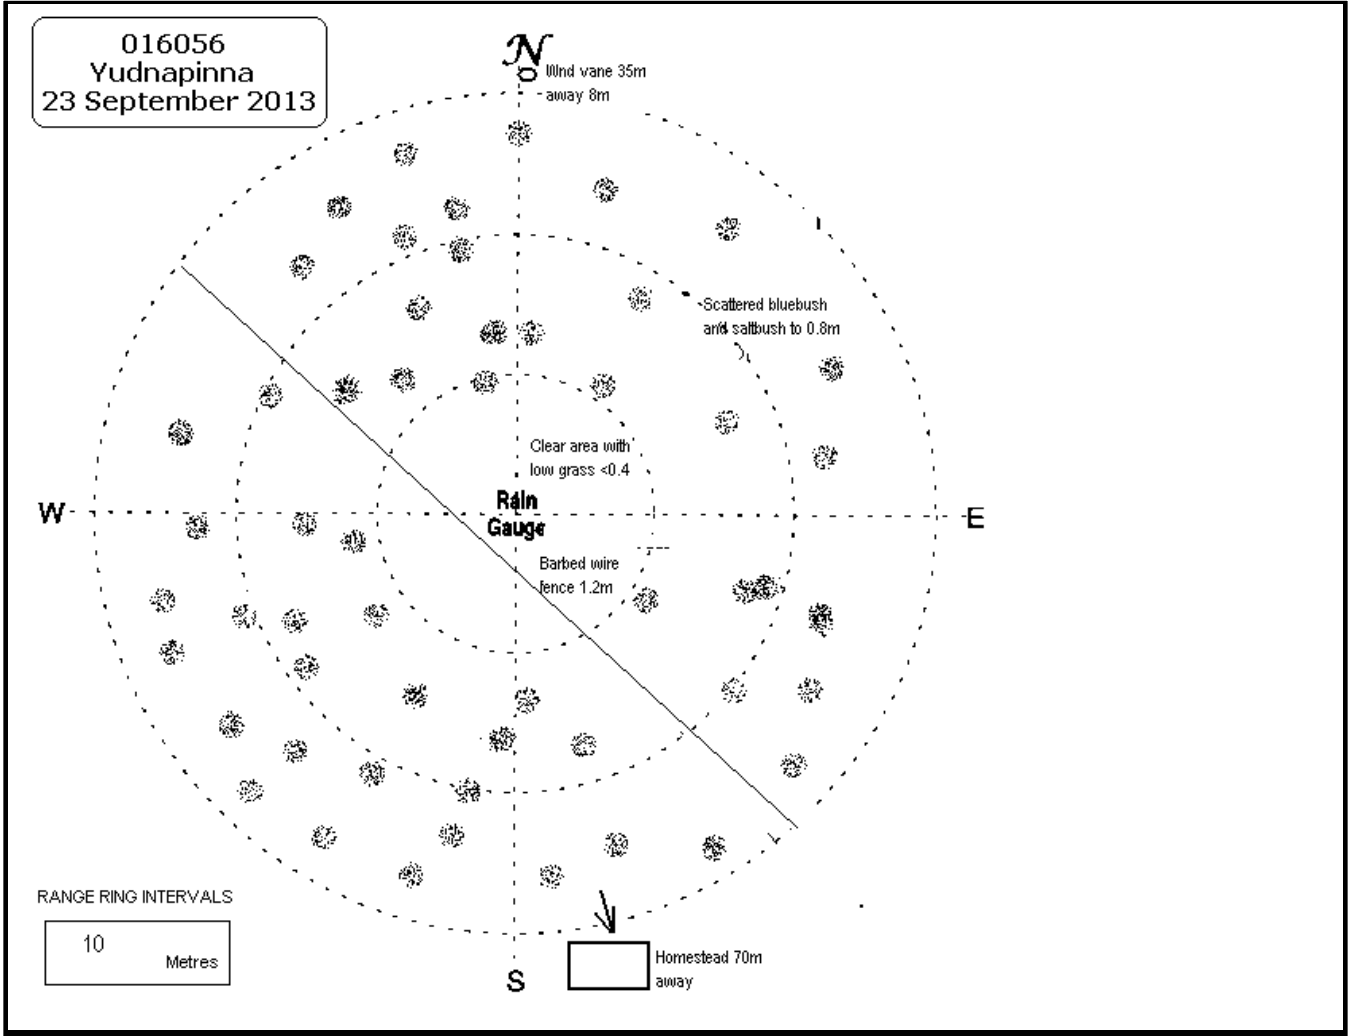 016056
Yudnapinna
23 September 2013
N
Wind vane 35m
away 8m
Scattered bluebush
and saltbush to 0.8m
Clear area with
low grass <0.4
W
Rain
Gauge
E
Barbed wire
fence 1.2m
RANGE RING INTERVALS
10
Metres
S
Homestead 70m
away